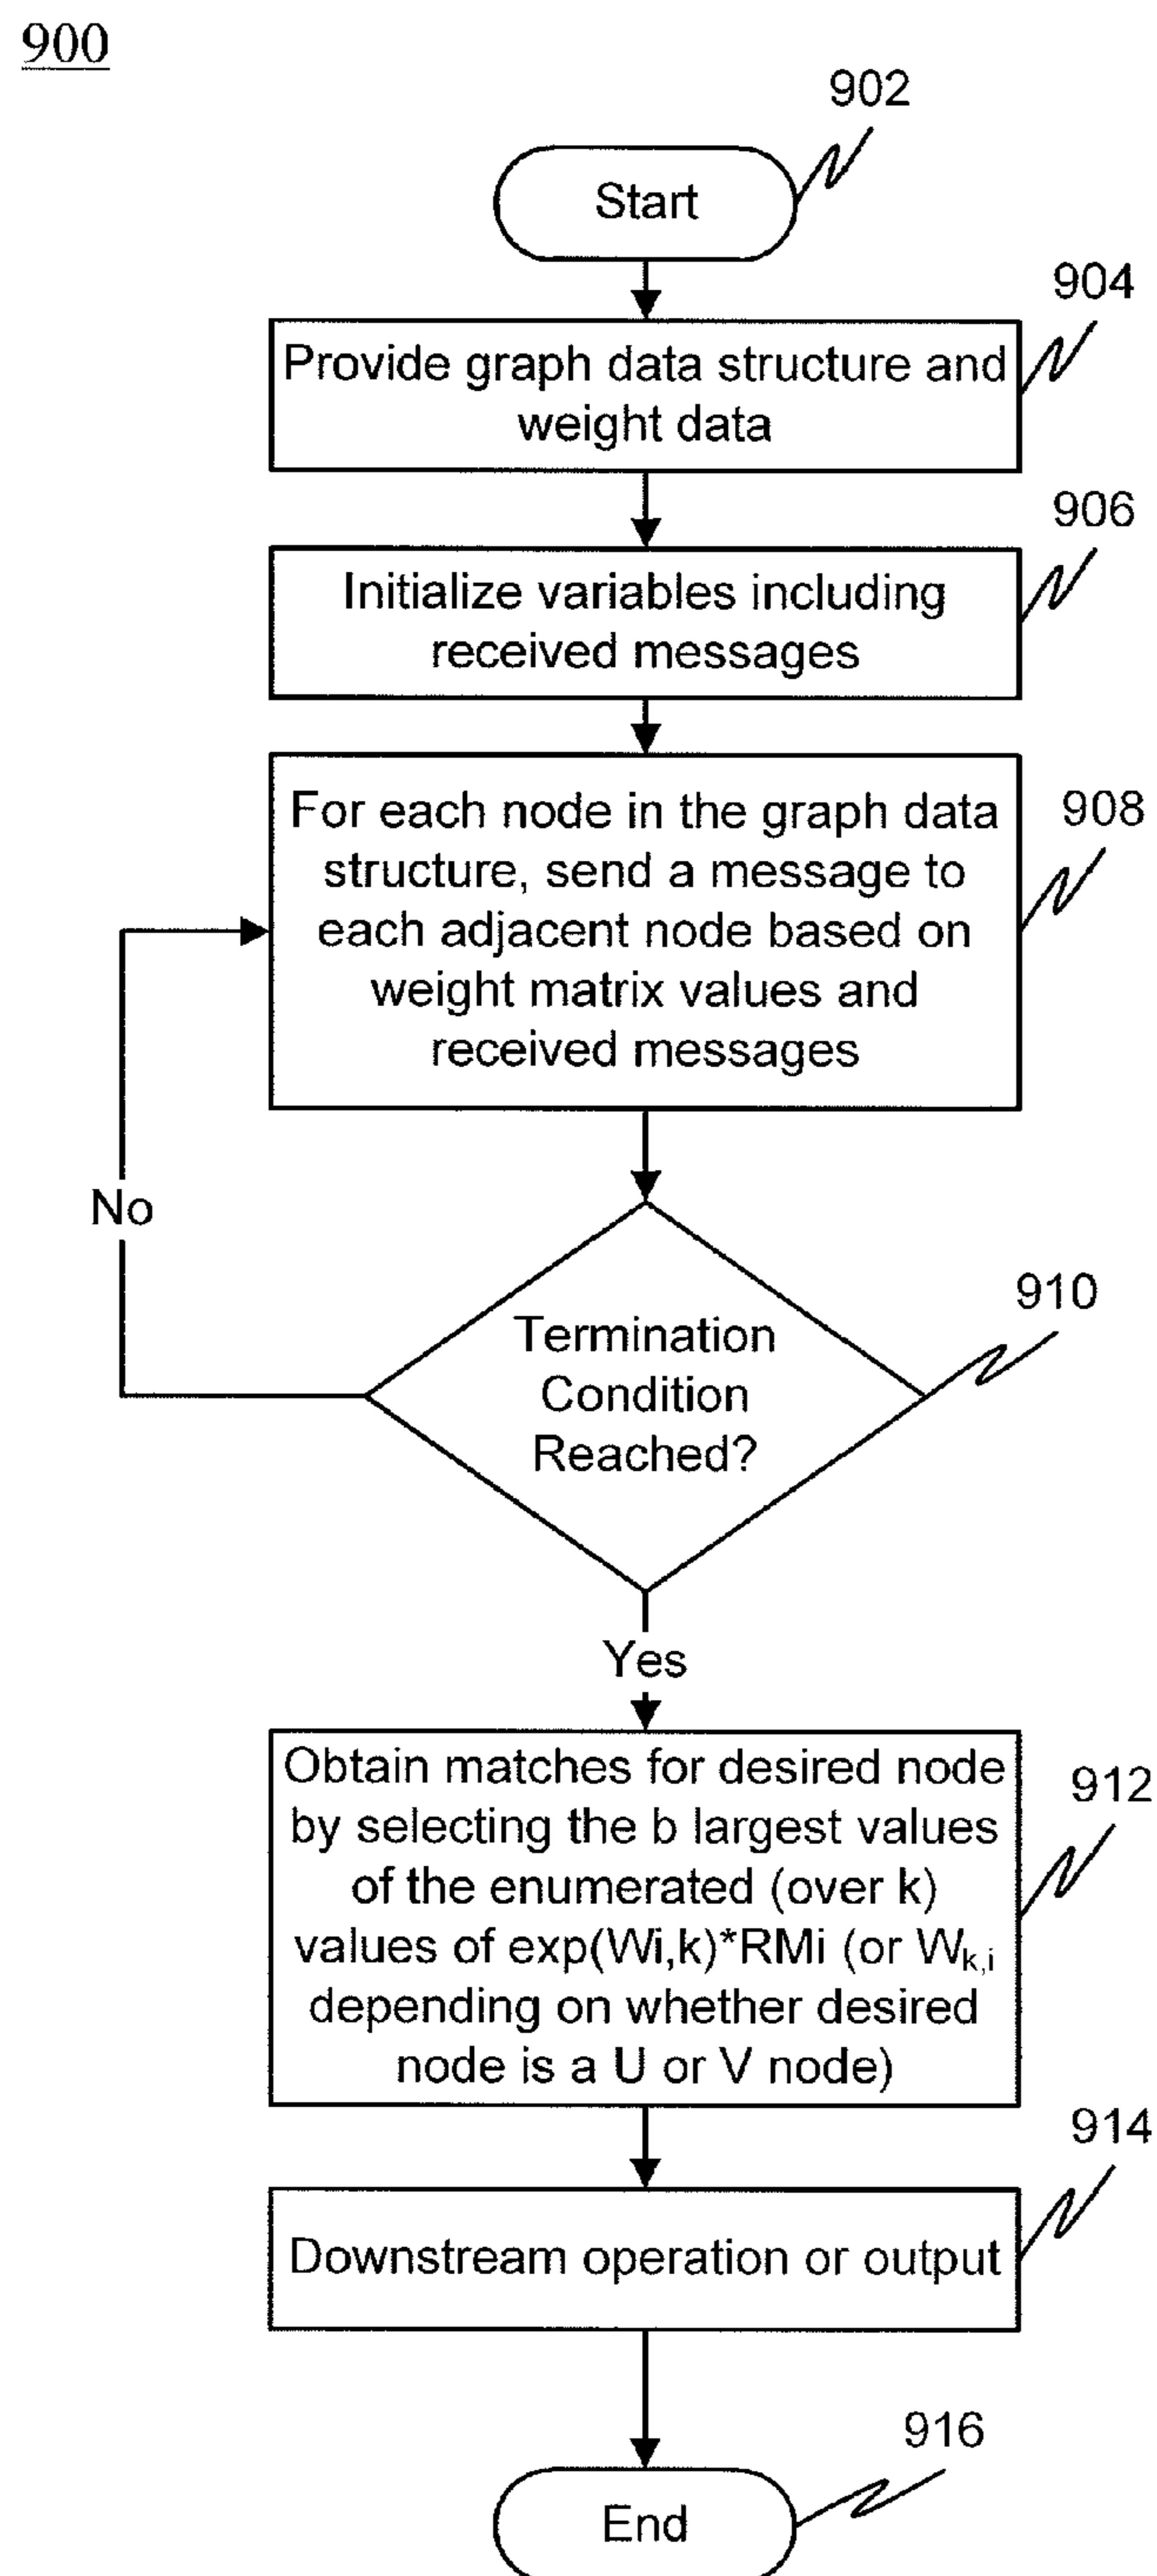 900
902
Start
904
Provide graph data structure and
weight data
906
Initialize variables including
received messages
908
For each node in the graph data
structure, send a message to
each adjacent node based on
weight matrix values and
received messages
No
910
Termination
Condition
Reached?
Yes
912
Obtain matches for desired node
by selecting the b largest values
of the enumerated (over k)
values of exp(Wi,k)*RMi (or Wk,i
depending on whether desired
node is a U or V node)
914
Downstream operation or output
916
End